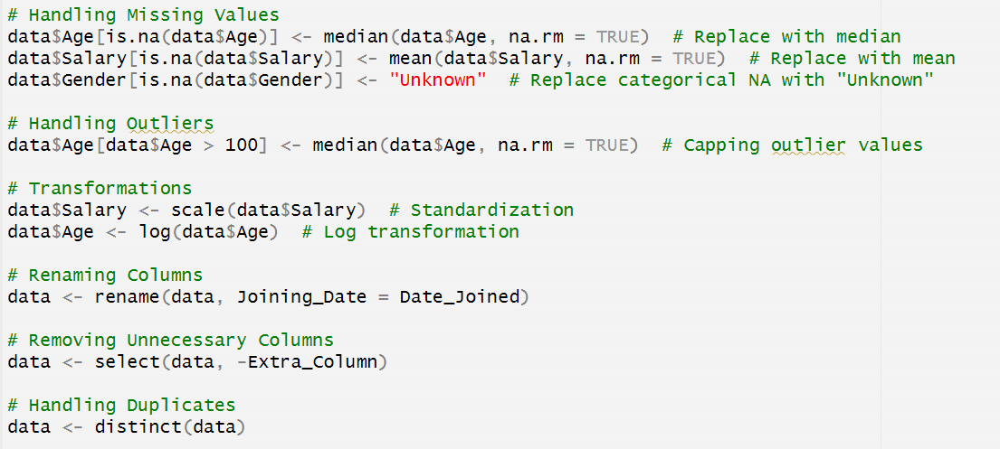 # Handling Missing Values
data$Age[is.na(data$Age)] <- median(data$Age, na.rm = TRUE)  # Replace with median
data$Salary[is.na(data$Salary)] <- mean(data$Salary, na.rm = TRUE)  # Replace with mean
data$Gender[is.na(data$Gender)] <- "Unknown"  # Replace categorical NA with "Unknown"
# Handling Outliers
data$Age[data$Age > 100] <- median(data$Age, na.rm = TRUE)  # Capping outlier values
# Transformations
data$Salary <- scale(data$Salary)  # Standardization
data$Age <- log(data$Age)  # Log transformation
# Renaming Columns
data <- rename(data, Joining_Date = Date_Joined)
# Removing Unnecessary Columns
data <- select(data, -Extra_Column)
# Handling Duplicates
data <- distinct(data)